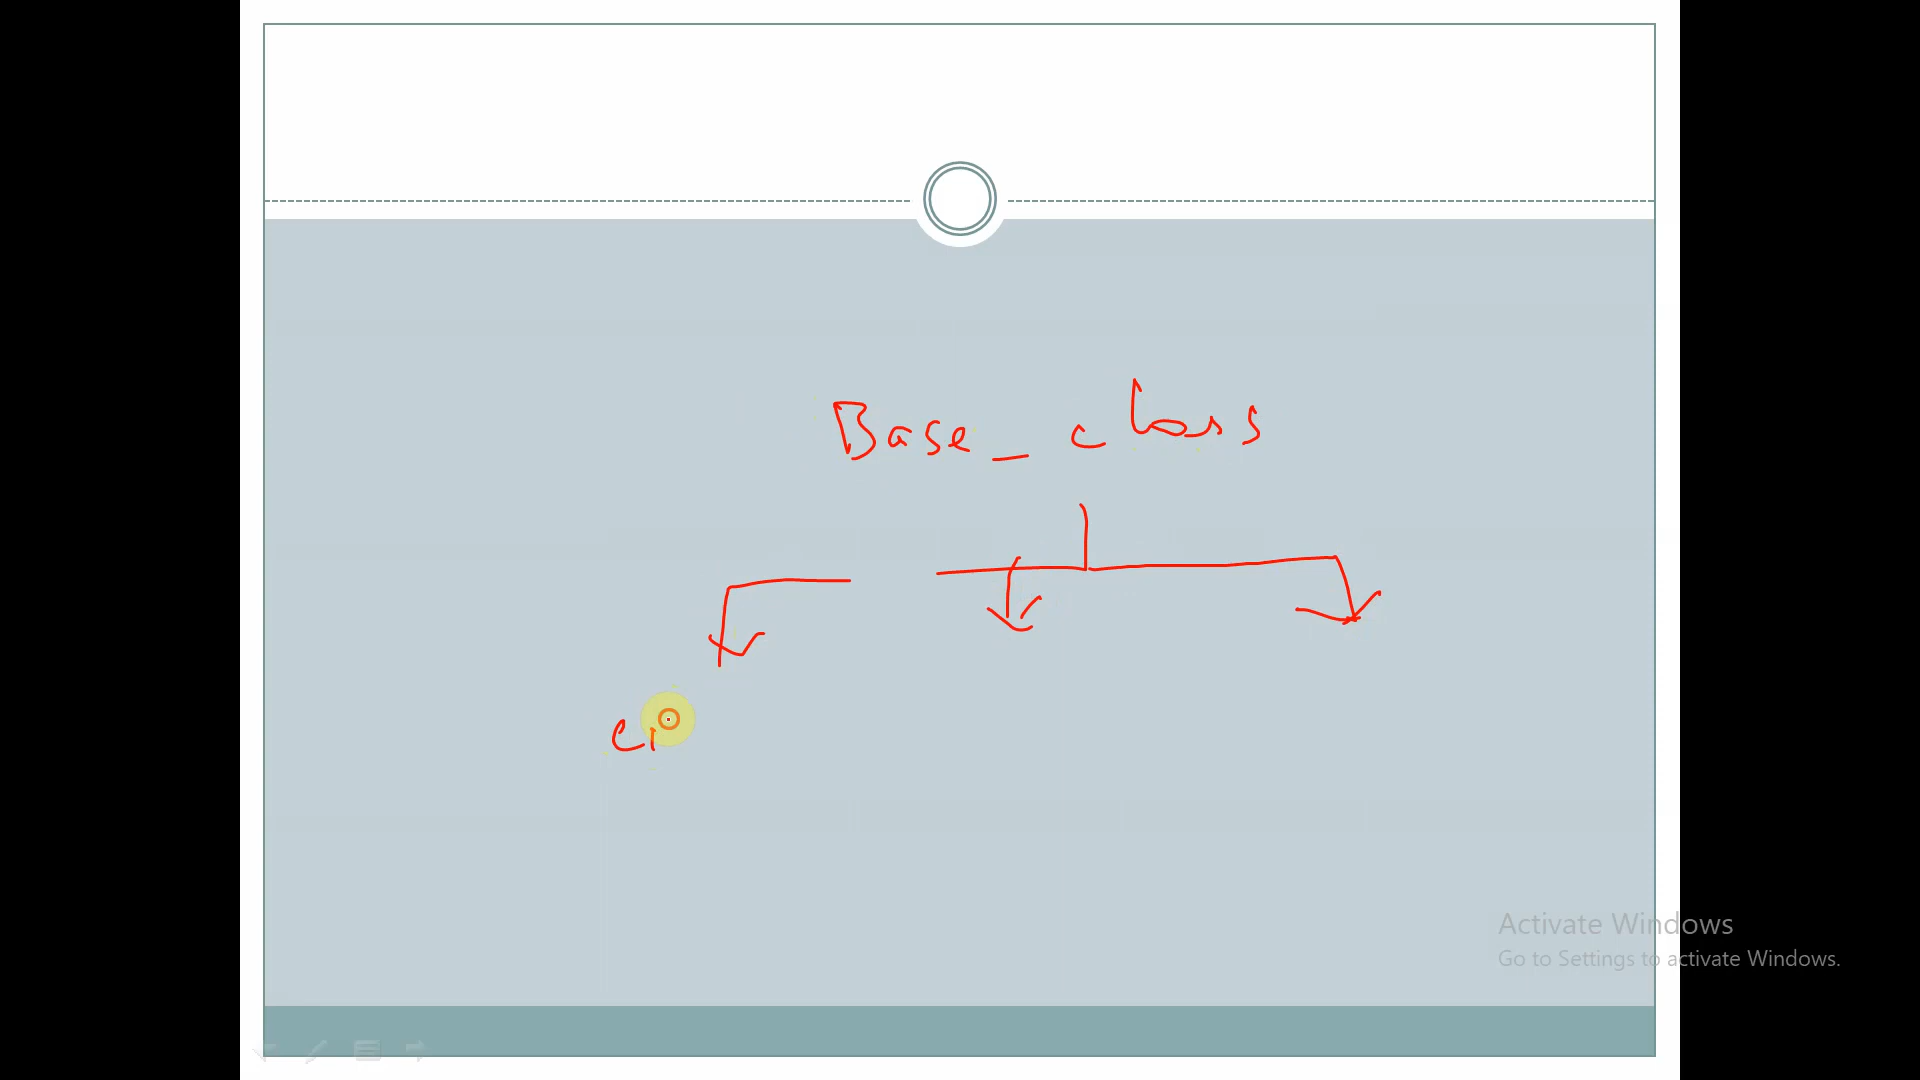 Base_class
Activate Windows
Go to Settings to activate Windows.